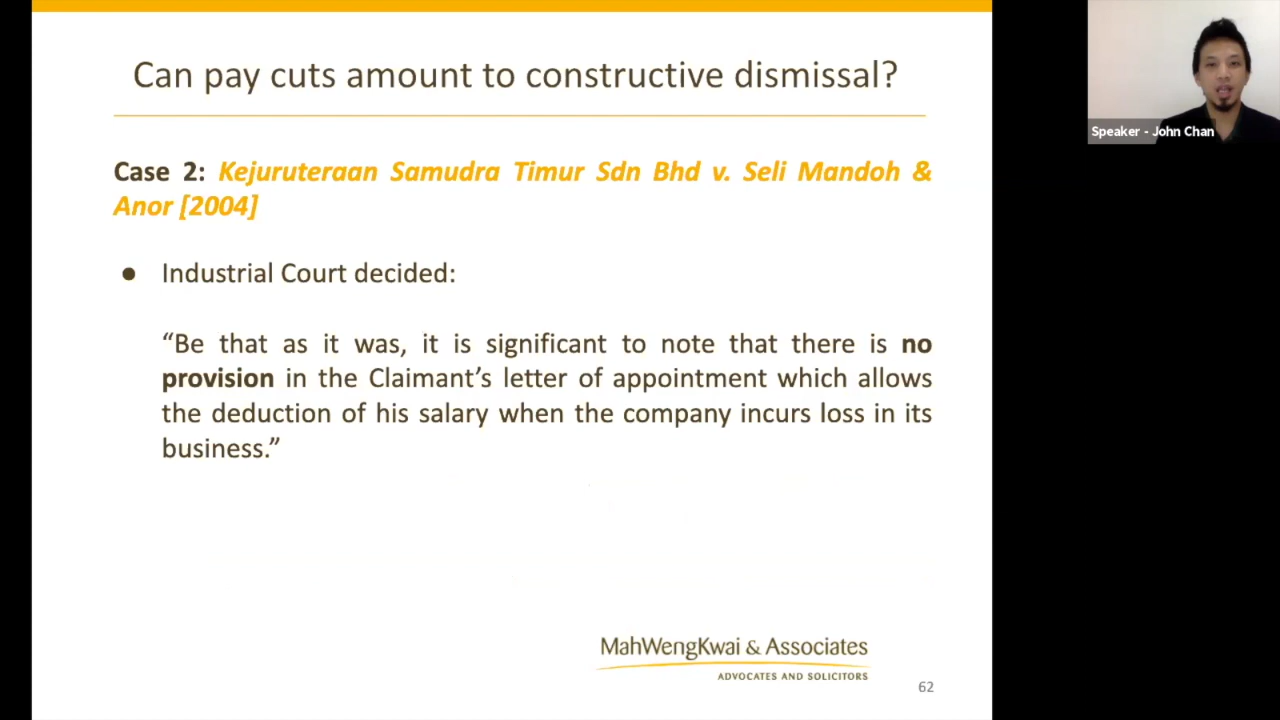 Can pay cuts amount to constructive dismissal?
Case 2: Kejuruteraan Samudra Timur Sdn Bhd v. Seli Mandoh &
Anor [2004]
● Industrial Court decided:
“Be that as it was, it is significant to note that there is no
provision in the Claimant’s letter of appointment which allows
the deduction of his salary when the company incurs loss in its
business.”
MahWengKwai & Associates
ADVOCATES AND SOLICITORS
62
Speaker - John Chan